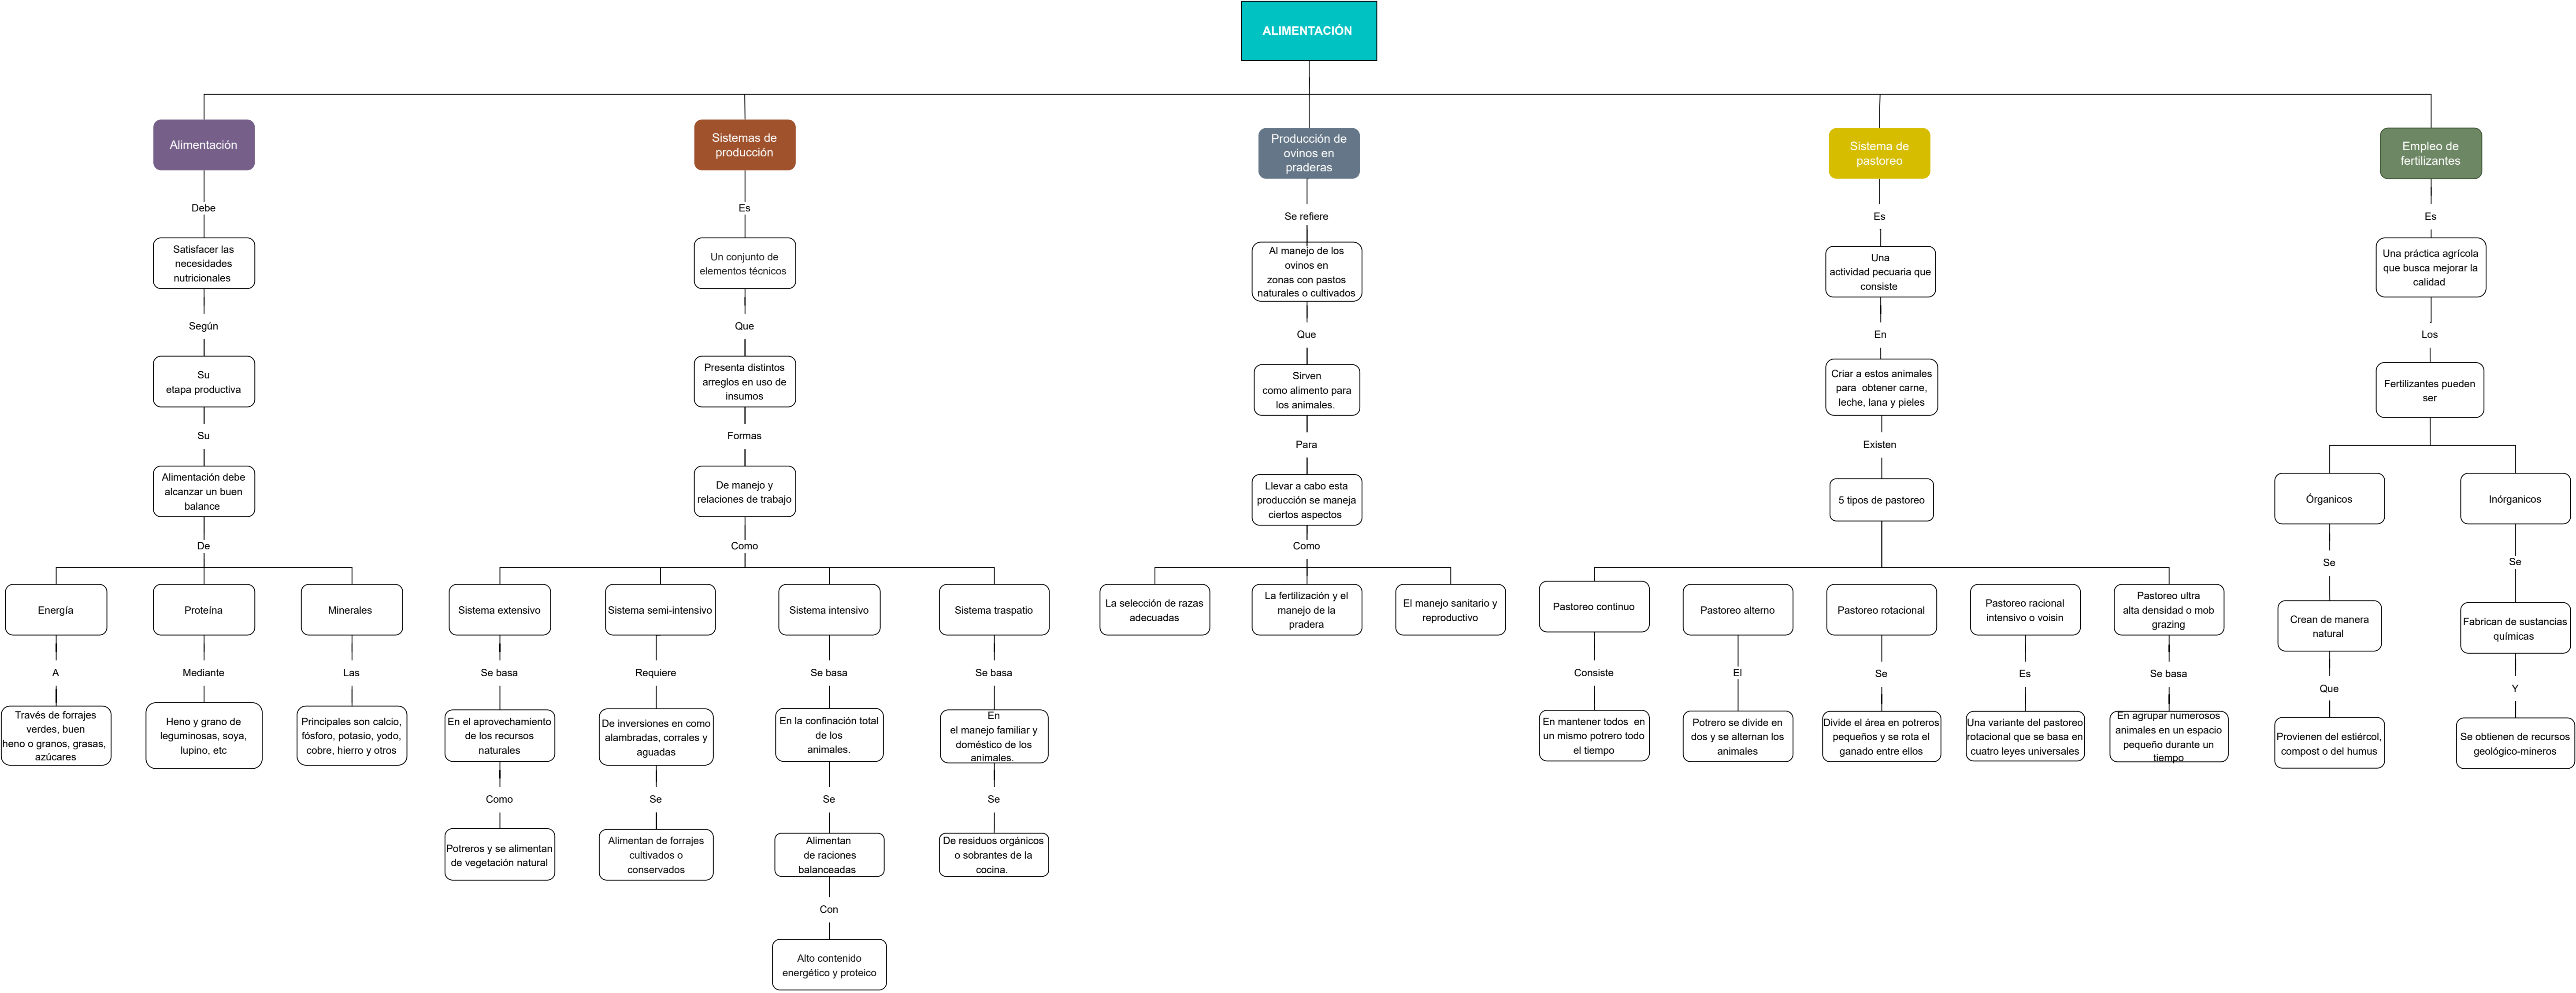 ALIMENTACIÓN
Alimentación
Debe
Satisfacer las
necesidades
nutricionales
Según
Su
etapa productiva
Su
Alimentación debe
alcanzar un buen
balance
De
Energía
A
Través de forrajes
verdes, buen
heno o granos, grasas,
azúcares
Proteína
Mediante
Heno y grano de
leguminosas, soya,
lupino, etc
Minerales
Las
Principales son calcio,
fósforo, potasio, yodo,
cobre, hierro y otros
Sistemas de
producción
Es
Un conjunto de
elementos técnicos
Que
Presenta distintos
arreglos en uso de
insumos
Formas
De manejo y
relaciones de trabajo
Como
Sistema extensivo
Se basa
En el aprovechamiento
de los recursos
naturales
Como
Potreros y se alimentan
de vegetación natural
Sistema semi-intensivo
Requiere
De inversiones en como
alambradas, corrales y
aguadas
Se
Alimentan de forrajes
cultivados o
conservados
Sistema intensivo
Se basa
En la confinación total
de los
animales.
Se
Alimentan
de raciones
balanceadas
Con
Alto contenido
energético y proteico
Sistema traspatio
Se basa
En
el manejo familiar y
doméstico de los
animales.
Se
De residuos orgánicos
o sobrantes de la
cocina.
Producción de
ovinos en
praderas
Se refiere
Al manejo de los
ovinos en
zonas con pastos
naturales o cultivados
Que
Sirven
como alimento para
los animales.
Para
Llevar a cabo esta
producción se maneja
ciertos aspectos
Como
La selección de razas
adecuadas
La fertilización y el
manejo de la
pradera
El manejo sanitario y
reproductivo
Sistema de
pastoreo
Es
Una
actividad pecuaria que
consiste
En
Criar a estos animales
para obtener carne,
leche, lana y pieles
Existen
5 tipos de pastoreo
Pastoreo continuo
Consiste
En mantener todos en
un mismo potrero todo
el tiempo
Pastoreo alterno
El
Potrero se divide en
dos y se alternan los
animales
Pastoreo rotacional
Se
Divide el área en potreros
pequeños y se rota el
ganado entre ellos
Pastoreo racional
intensivo o voisin
Es
Una variante del pastoreo
rotacional que se basa en
cuatro leyes universales
Pastoreo ultra
alta densidad o mob
grazing
Se basa
En agrupar numerosos
animales en un espacio
pequeño durante un
tiempo
Empleo de
fertilizantes
Es
Una práctica agrícola
que busca mejorar la
calidad
Los
Fertilizantes pueden
ser
Órganicos
Se
Crean de manera
natural
Que
Provienen del estiércol,
compost o del humus
Inórganicos
Se
Fabrican de sustancias
químicas
Y
Se obtienen de recursos
geológico-mineros